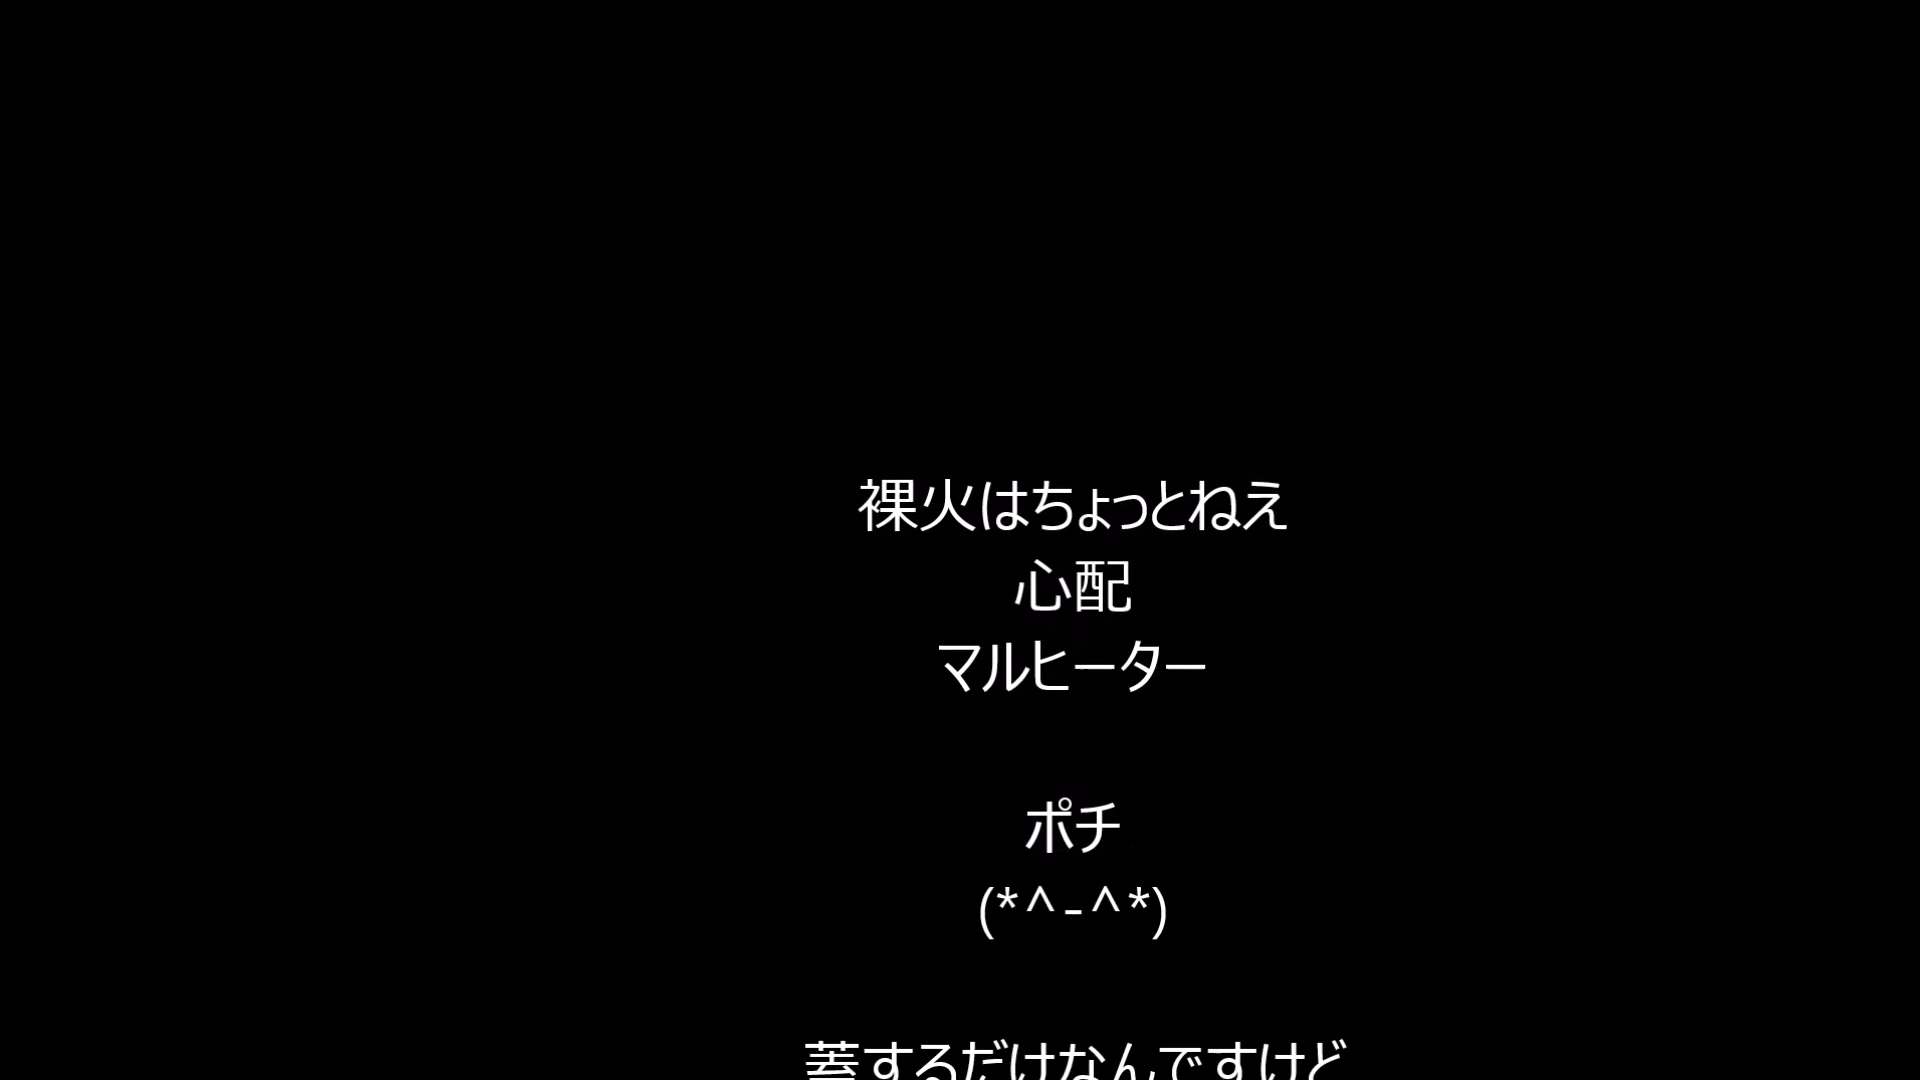 裸火はちょっとねえ
心配
マルヒーター
ポチ
(*^-^*)
蓋するだけなんですけど